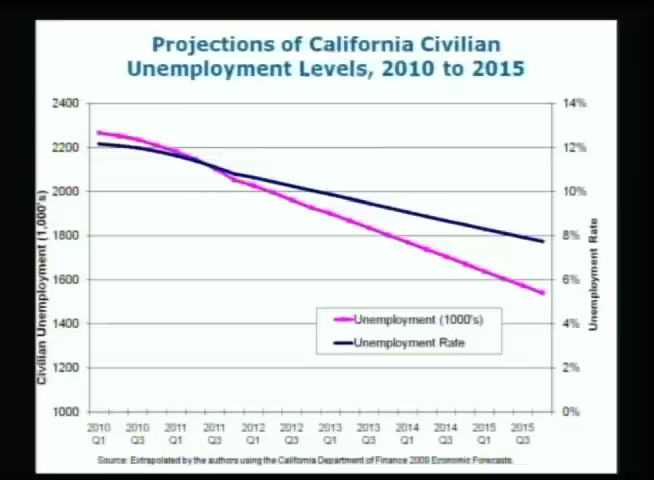 Projections of California Civilian
Unemployment Levels, 2010 to 2015
2400
2200
2000
1800
1600
1400
1200
1000
Civilian Unemployment (1,000's)
14%
12%
10%
8%
6%
4%
2%
0%
Unemployment Rate
Unemployment (1000's)
Unemployment Rate
2010 2010 2011 2011 2012 2012 2013 2013 2014 2014 2015 2015
Q1 Q3 Q1 Q3 Q1 Q3 Q1 Q3 Q1 Q3 Q1 Q3
Source: Extrapolated by the authors using the California Department of Finance 2009 Economic Forecasts.